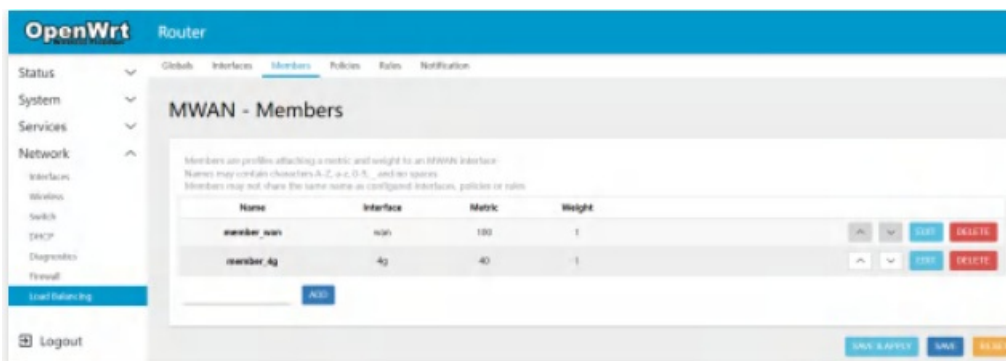 OpenWrt
Router
Status
System
Services
Network
Interfaces
Wireless
Switch
DHCP
Diagnostics
Firewall
Load Balancing
Logout
Globals Interfaces Members Policies Rules Notification
MWAN - Members
Members are profiles attaching a metric and weight to an MWAN interface
Names may contain characters A-Z, a-z, 0-9, _ and no spaces
Members may not share the same name as configured interfaces, policies or rules
Name Interface Metric Weight
member_wan wan 100 1 EDIT DELETE
member_4g 4g 40 1 EDIT DELETE
ADD
SAVE & APPLY SAVE